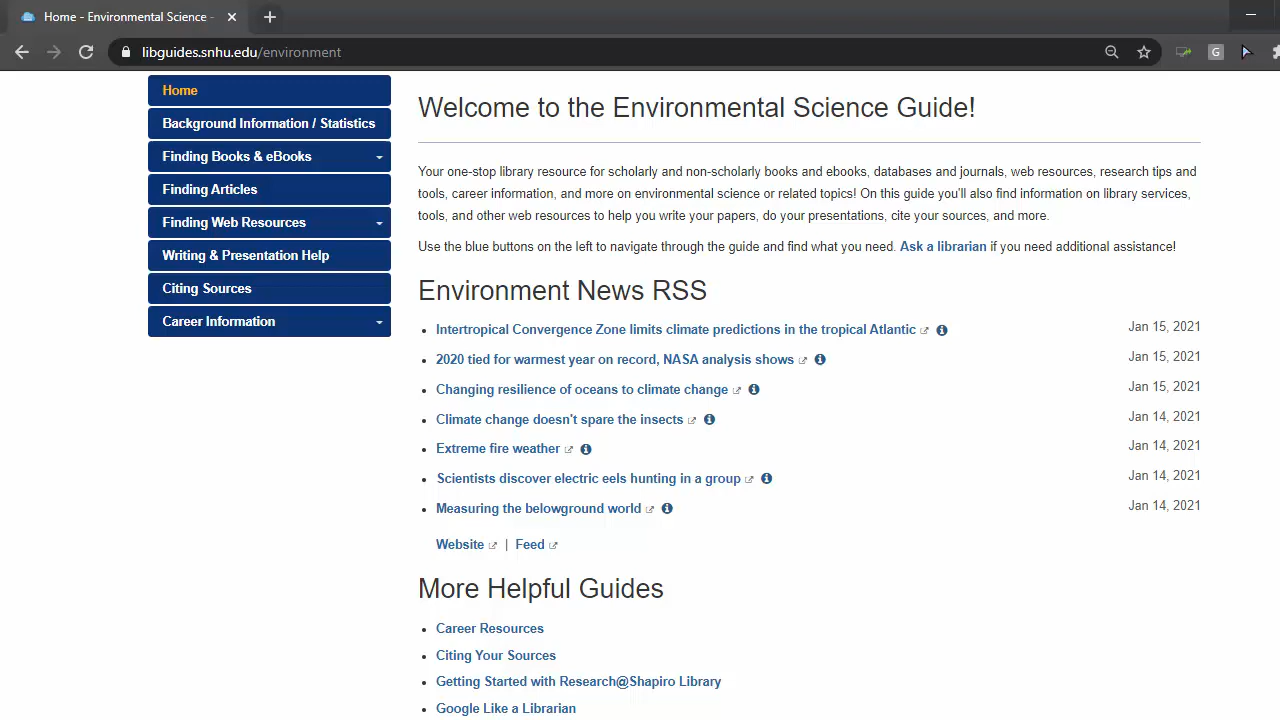 Home - Environmental Science -
libguides.snhu.edu/environment
G
Home
Background Information / Statistics
Finding Books & eBooks
Finding Articles
Finding Web Resources
Writing & Presentation Help
Citing Sources
Career Information
Welcome to the Environmental Science Guide!
Your one-stop library resource for scholarly and non-scholarly books and ebooks, databases and journals, web resources, research tips and
tools, career information, and more on environmental science or related topics! On this guide you'll also find information on library services,
tools, and other web resources to help you write your papers, do your presentations, cite your sources, and more.
Use the blue buttons on the left to navigate through the guide and find what you need. Ask a librarian if you need additional assistance!
Environment News RSS
Intertropical Convergence Zone limits climate predictions in the tropical Atlantic Jan 15, 2021
2020 tied for warmest year on record, NASA analysis shows Jan 15, 2021
Changing resilience of oceans to climate change Jan 15, 2021
Climate change doesn't spare the insects Jan 14, 2021
Extreme fire weather Jan 14, 2021
Scientists discover electric eels hunting in a group Jan 14, 2021
Measuring the belowground world Jan 14, 2021
Website | Feed
More Helpful Guides
Career Resources
Citing Your Sources
Getting Started with Research@Shapiro Library
Google Like a Librarian